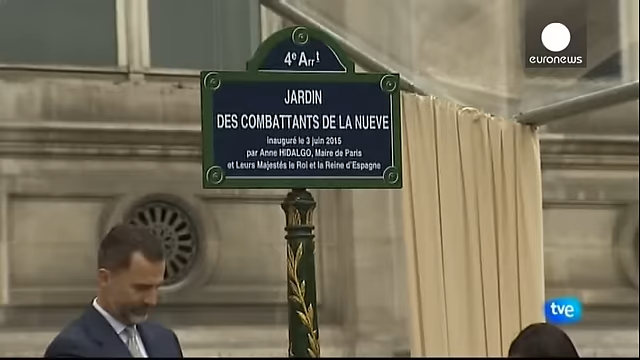 4e Arrt
JARDIN
DES COMBATTANTS DE LA NUEVE
inauguré le 3 juin 2015
par Anne HIDALGO, Maire de Paris
et Leurs Majestés le Roi et la Reine d'Espagne
euronews
tve